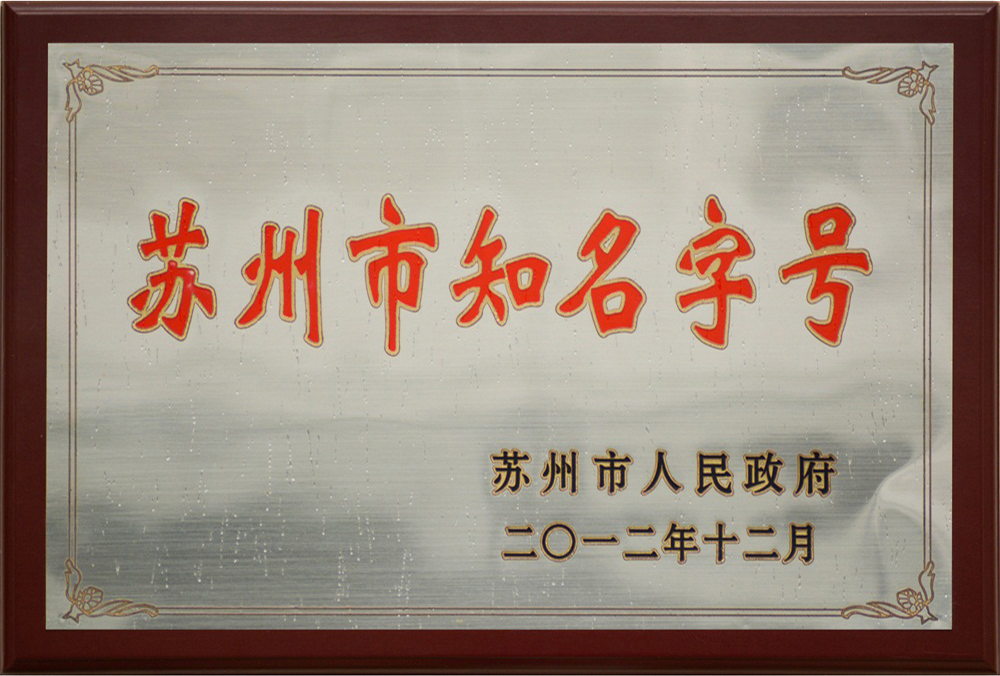 苏州市知名字号
苏州市人民政府
二〇一二年十二月